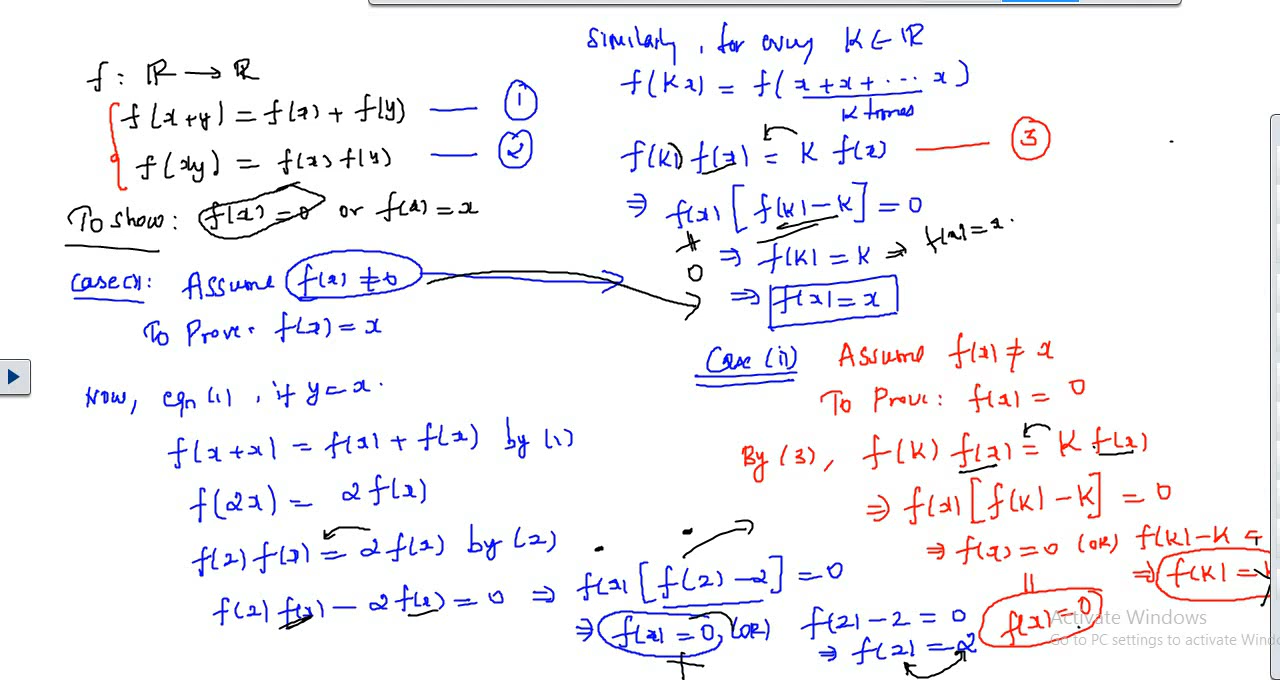 f : ℝ → ℝ
f(x+y) = f(x) + f(y) — ①
f(xy) = f(x) f(y) — ②
To show: f(x) = 0 or f(x) = x
Case(i): Assume f(x) ≠ 0
To Prove: f(x) = x
Now, eqn (1), if y = x.
f(x+x) = f(x) + f(x) by (1)
f(2x) = 2 f(x)
f(2) f(x) = 2 f(x) by (2)
f(2) f(x) − 2 f(x) = 0 ⇒ f(x) [f(2) − 2] = 0
⇒ f(x) = 0, (OR) f(2) − 2 = 0
⇒ f(2) = 2
Similarly, for every K ∈ ℝ
f(Kx) = f(x+x+ ... x)
K times
f(K) f(x) = K f(x) — ③
⇒ f(x) [f(K) − K] = 0
≠
0
⇒ f(K) = K ⇒ f(x) = x.
⇒ f(x) = x
Case (ii) Assume f(x) ≠ x
To Prove: f(x) = 0
By (3), f(K) f(x) = K f(x)
⇒ f(x) [f(K) − K] = 0
⇒ f(x) = 0 (OR) f(K) − K =
⇒ f(K) =
||
f(x) = 0
Activate Windows
Go to PC settings to activate Wind